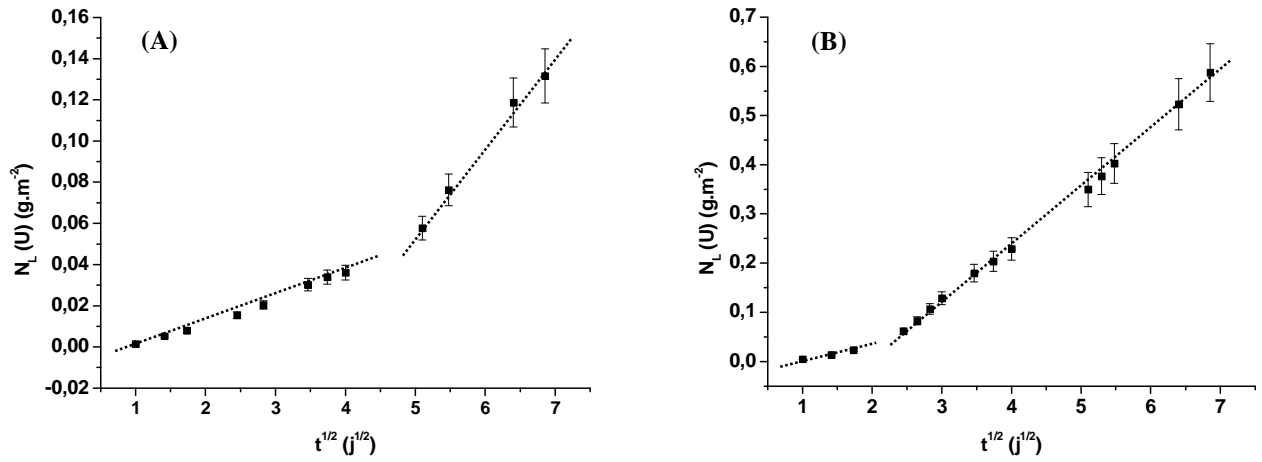 (A)
0,16
0,14
0,12
0,10
0,08
0,06
0,04
0,02
0,00
-0,02
N_L (U) (g.m⁻²)
1 2 3 4 5 6 7
t^1/2 (j^1/2)
(B)
0,7
0,6
0,5
0,4
0,3
0,2
0,1
0,0
N_L (U) (g.m⁻²)
1 2 3 4 5 6 7
t^1/2 (j^1/2)